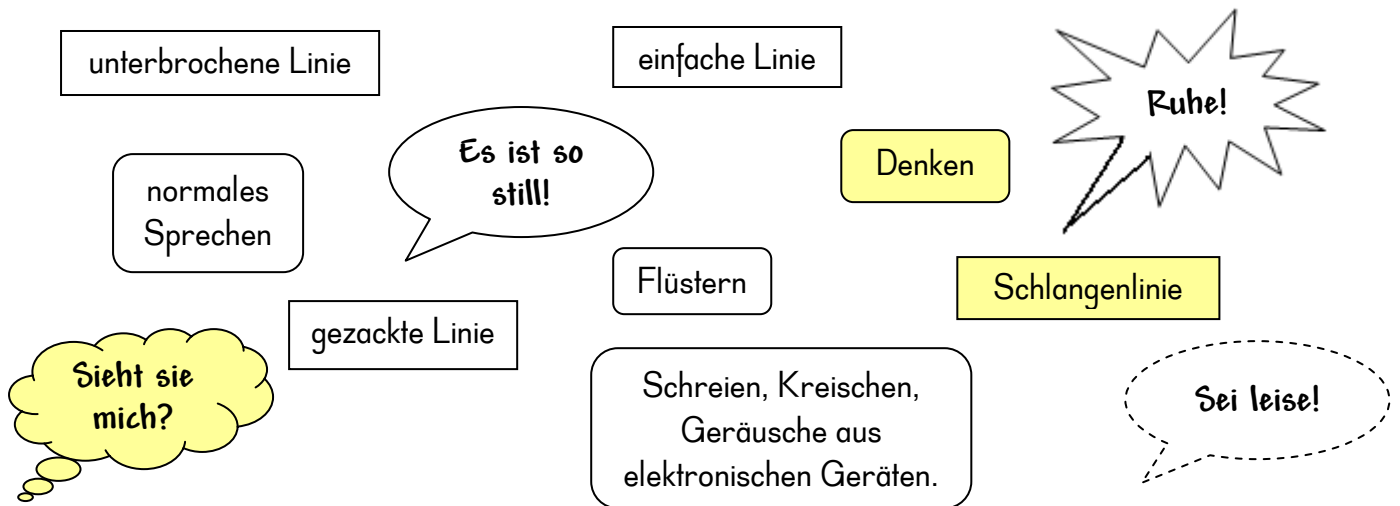 unterbrochene Linie
einfache Linie
Ruhe!
Es ist so
still!
Denken
normales
Sprechen
Flüstern
Schlangenlinie
gezackte Linie
Sieht sie
mich?
Schreien, Kreischen,
Geräusche aus
elektronischen Geräten.
Sei leise!